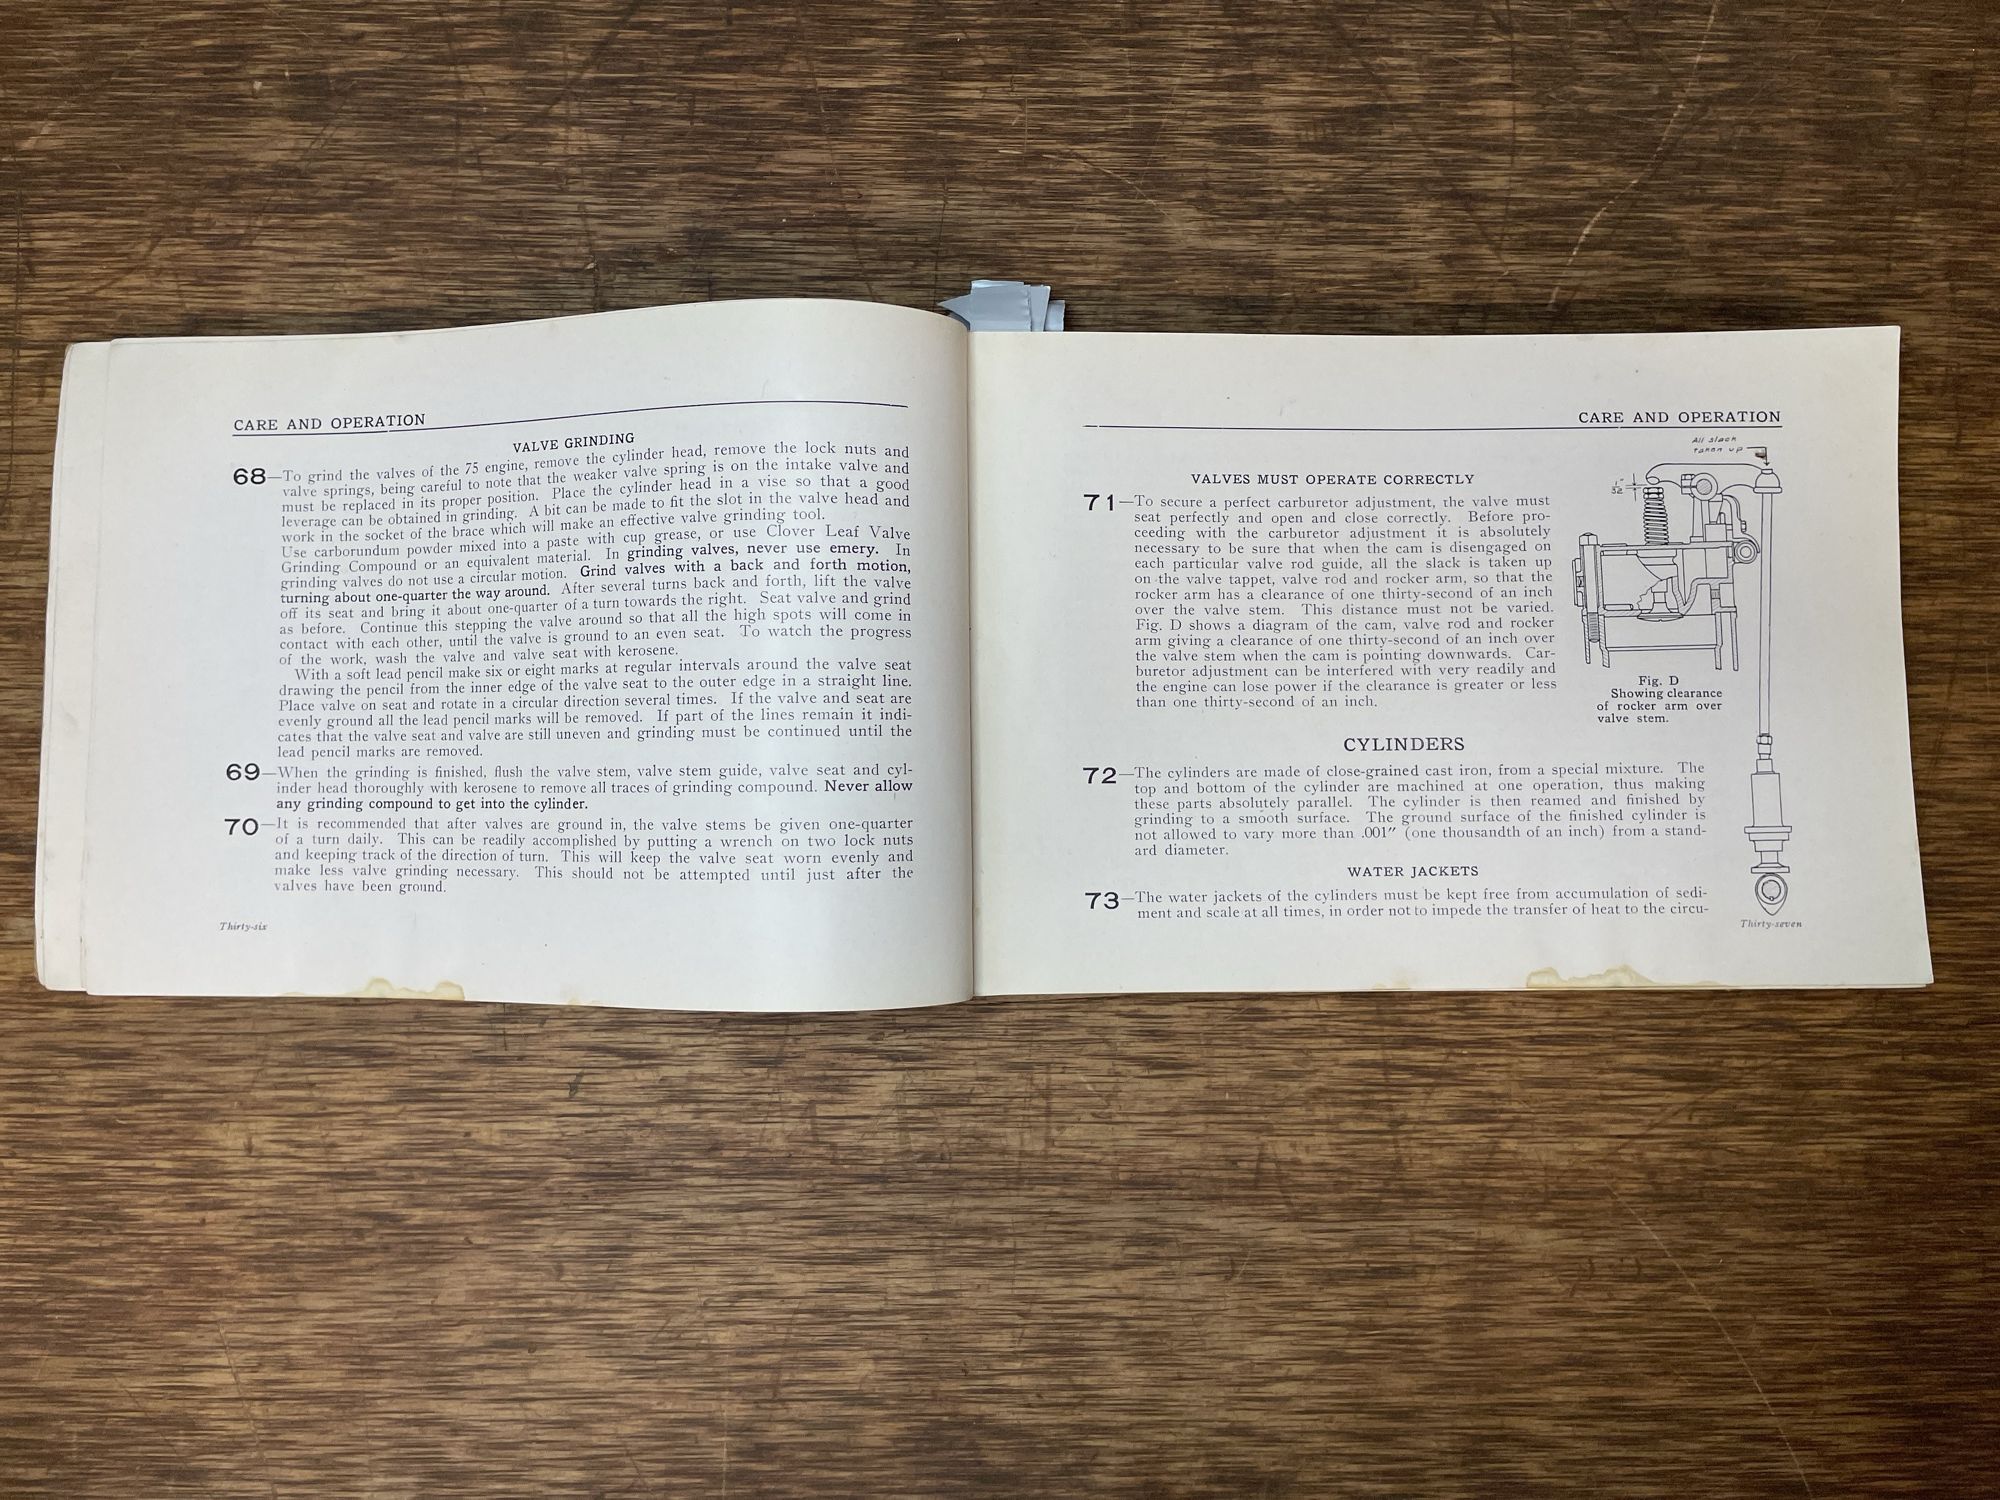 CARE AND OPERATION
VALVE GRINDING
68—To grind the valves of the 75 engine, remove the cylinder head, remove the lock nuts and
valve springs, being careful to note that the weaker valve spring is on the intake valve and
must be replaced in its proper position. Place the cylinder head in a vise so that a good
leverage can be obtained in grinding. A bit can be made to fit the slot in the valve head and
work in the socket of the brace which will make an effective valve grinding tool.
Use carborundum powder mixed into a paste with cup grease, or use Clover Leaf Valve
Grinding Compound or an equivalent material. In grinding valves, never use emery. In
grinding valves do not use a circular motion. Grind valves with a back and forth motion,
turning about one-quarter the way around. After several turns back and forth, lift the valve
off its seat and bring it about one-quarter of a turn towards the right. Seat valve and grind
as before. Continue this stepping the valve around so that all the high spots will come in
contact with each other, until the valve is ground to an even seat. To watch the progress
of the work, wash the valve and valve seat with kerosene.
With a soft lead pencil make six or eight marks at regular intervals around the valve seat
drawing the pencil from the inner edge of the valve seat to the outer edge in a straight line.
Place valve on seat and rotate in a circular direction several times. If the valve and seat are
evenly ground all the lead pencil marks will be removed. If part of the lines remain it indi-
cates that the valve seat and valve are still uneven and grinding must be continued until the
lead pencil marks are removed.
69—When the grinding is finished, flush the valve stem, valve stem guide, valve seat and cyl-
inder head thoroughly with kerosene to remove all traces of grinding compound. Never allow
any grinding compound to get into the cylinder.
70—It is recommended that after valves are ground in, the valve stems be given one-quarter
of a turn daily. This can be readily accomplished by putting a wrench on two lock nuts
and keeping track of the direction of turn. This will keep the valve seat worn evenly and
make less valve grinding necessary. This should not be attempted until just after the
valves have been ground.
Thirty-six
CARE AND OPERATION
All slack
taken up
1"
32
VALVES MUST OPERATE CORRECTLY
71—To secure a perfect carburetor adjustment, the valve must
seat perfectly and open and close correctly. Before pro-
ceeding with the carburetor adjustment it is absolutely
necessary to be sure that when the cam is disengaged on
each particular valve rod guide, all the slack is taken up
on the valve tappet, valve rod and rocker arm, so that the
rocker arm has a clearance of one thirty-second of an inch
over the valve stem. This distance must not be varied.
Fig. D shows a diagram of the cam, valve rod and rocker
arm giving a clearance of one thirty-second of an inch over
the valve stem when the cam is pointing downwards. Car-
buretor adjustment can be interfered with very readily and
the engine can lose power if the clearance is greater or less
than one thirty-second of an inch.
Fig. D
Showing clearance
of rocker arm over
valve stem.
CYLINDERS
72—The cylinders are made of close-grained cast iron, from a special mixture. The
top and bottom of the cylinder are machined at one operation, thus making
these parts absolutely parallel. The cylinder is then reamed and finished by
grinding to a smooth surface. The ground surface of the finished cylinder is
not allowed to vary more than .001" (one thousandth of an inch) from a stand-
ard diameter.
WATER JACKETS
73—The water jackets of the cylinders must be kept free from accumulation of sedi-
ment and scale at all times, in order not to impede the transfer of heat to the circu-
Thirty-seven